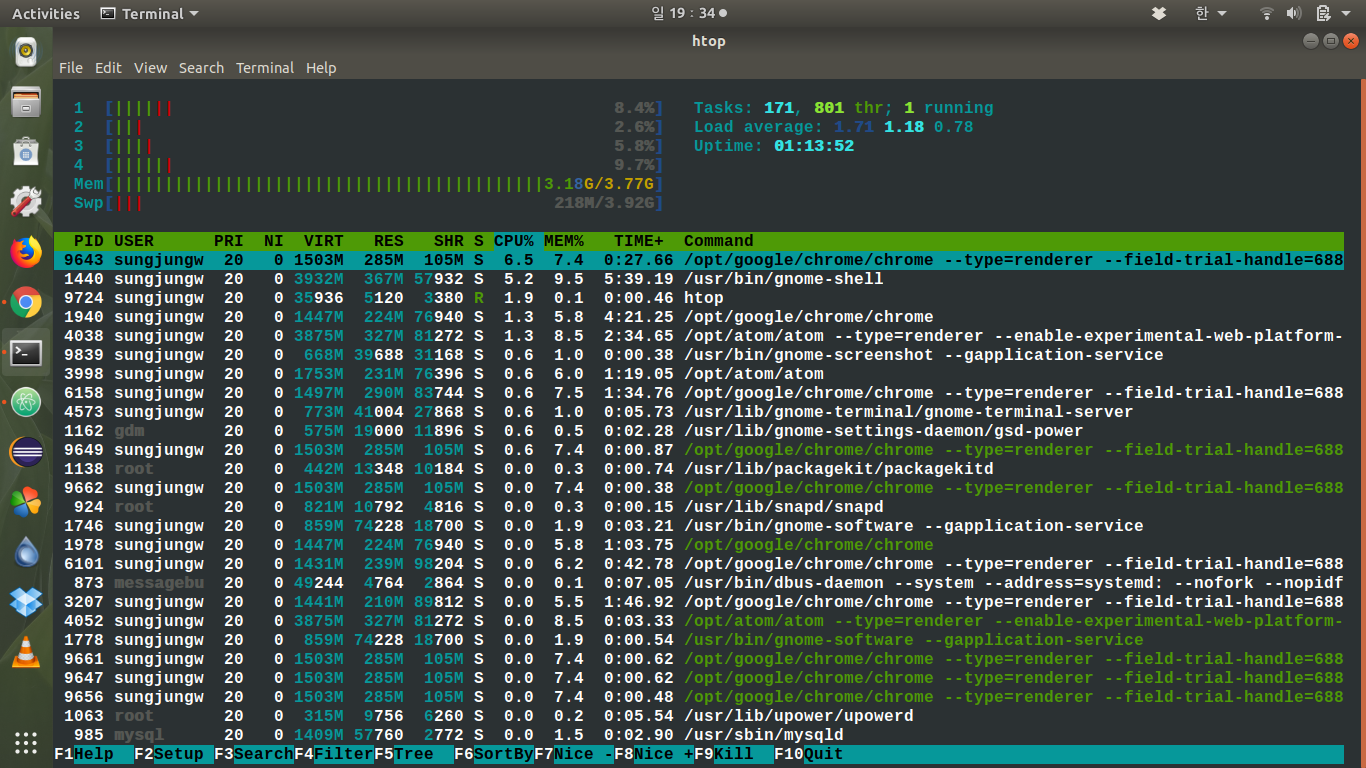 Activities Terminal 일 19 : 34 한
htop
File Edit View Search Terminal Help
1 [|||||| 8.4%] Tasks: 171, 801 thr; 1 running
2 [||| 2.6%] Load average: 1.71 1.18 0.78
3 [|||| 5.8%] Uptime: 01:13:52
4 [|||||| 9.7%]
Mem[|||||||||||||||||||||||||||||||||||||||||||3.18G/3.77G]
Swp[||| 218M/3.92G]
PID USER PRI NI VIRT RES SHR S CPU% MEM% TIME+ Command
9643 sungjungw 20 0 1503M 285M 105M S 6.5 7.4 0:27.66 /opt/google/chrome/chrome --type=renderer --field-trial-handle=688
1440 sungjungw 20 0 3932M 367M 57932 S 5.2 9.5 5:39.19 /usr/bin/gnome-shell
9724 sungjungw 20 0 35936 5120 3380 R 1.9 0.1 0:00.46 htop
1940 sungjungw 20 0 1447M 224M 76940 S 1.3 5.8 4:21.25 /opt/google/chrome/chrome
4038 sungjungw 20 0 3875M 327M 81272 S 1.3 8.5 2:34.65 /opt/atom/atom --type=renderer --enable-experimental-web-platform-
9839 sungjungw 20 0 668M 39688 31168 S 0.6 1.0 0:00.38 /usr/bin/gnome-screenshot --gapplication-service
3998 sungjungw 20 0 1753M 231M 76396 S 0.6 6.0 1:19.05 /opt/atom/atom
6158 sungjungw 20 0 1497M 290M 83744 S 0.6 7.5 1:34.76 /opt/google/chrome/chrome --type=renderer --field-trial-handle=688
4573 sungjungw 20 0 773M 41004 27868 S 0.6 1.0 0:05.73 /usr/lib/gnome-terminal/gnome-terminal-server
1162 gdm 20 0 575M 19000 11896 S 0.6 0.5 0:02.28 /usr/lib/gnome-settings-daemon/gsd-power
9649 sungjungw 20 0 1503M 285M 105M S 0.6 7.4 0:00.87 /opt/google/chrome/chrome --type=renderer --field-trial-handle=688
1138 root 20 0 442M 13348 10184 S 0.0 0.3 0:00.74 /usr/lib/packagekit/packagekitd
9662 sungjungw 20 0 1503M 285M 105M S 0.0 7.4 0:00.38 /opt/google/chrome/chrome --type=renderer --field-trial-handle=688
924 root 20 0 821M 10792 4816 S 0.0 0.3 0:00.15 /usr/lib/snapd/snapd
1746 sungjungw 20 0 859M 74228 18700 S 0.0 1.9 0:03.21 /usr/bin/gnome-software --gapplication-service
1978 sungjungw 20 0 1447M 224M 76940 S 0.0 5.8 1:03.75 /opt/google/chrome/chrome
6101 sungjungw 20 0 1431M 239M 98204 S 0.0 6.2 0:42.78 /opt/google/chrome/chrome --type=renderer --field-trial-handle=688
873 messagebu 20 0 49244 4764 2864 S 0.0 0.1 0:07.05 /usr/bin/dbus-daemon --system --address=systemd: --nofork --nopidf
3207 sungjungw 20 0 1441M 210M 89812 S 0.0 5.5 1:46.92 /opt/google/chrome/chrome --type=renderer --field-trial-handle=688
4052 sungjungw 20 0 3875M 327M 81272 S 0.0 8.5 0:03.33 /opt/atom/atom --type=renderer --enable-experimental-web-platform-
1778 sungjungw 20 0 859M 74228 18700 S 0.0 1.9 0:00.54 /usr/bin/gnome-software --gapplication-service
9661 sungjungw 20 0 1503M 285M 105M S 0.0 7.4 0:00.62 /opt/google/chrome/chrome --type=renderer --field-trial-handle=688
9647 sungjungw 20 0 1503M 285M 105M S 0.0 7.4 0:00.62 /opt/google/chrome/chrome --type=renderer --field-trial-handle=688
9656 sungjungw 20 0 1503M 285M 105M S 0.0 7.4 0:00.48 /opt/google/chrome/chrome --type=renderer --field-trial-handle=688
1063 root 20 0 315M 9756 6260 S 0.0 0.2 0:05.54 /usr/lib/upower/upowerd
985 mysql 20 0 1409M 57760 2772 S 0.0 1.5 0:02.90 /usr/sbin/mysqld
F1Help F2Setup F3SearchF4FilterF5Tree F6SortByF7Nice -F8Nice +F9Kill F10Quit